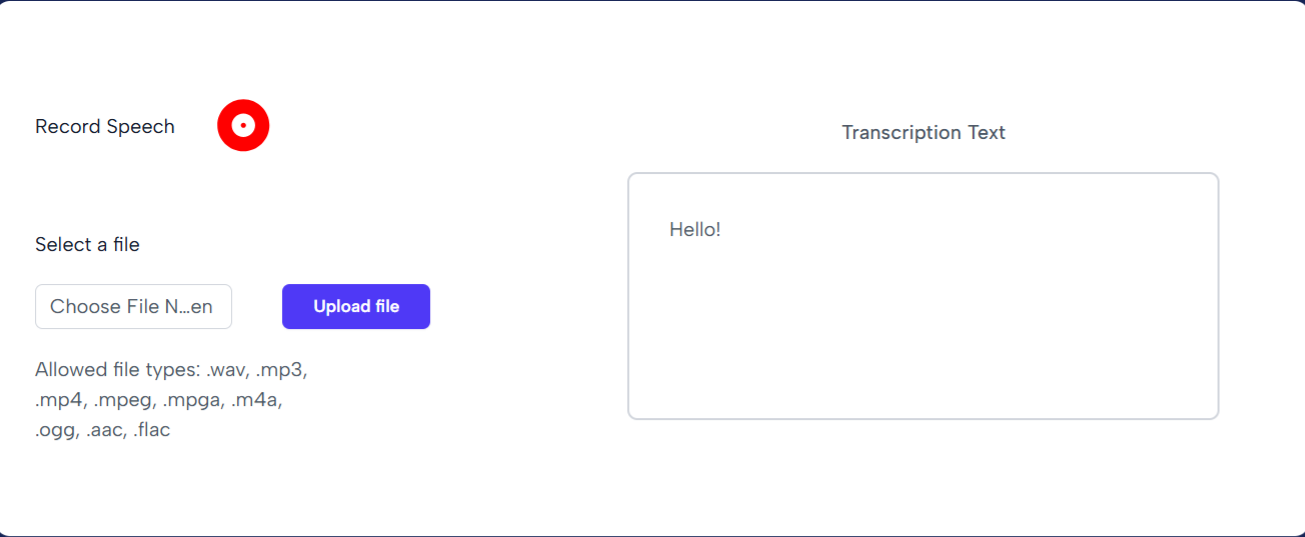 Record Speech
Transcription Text
Hello!
Select a file
Choose File N...en
Upload file
Allowed file types: .wav, .mp3,
.mp4, .mpeg, .mpga, .m4a,
.ogg, .aac, .flac